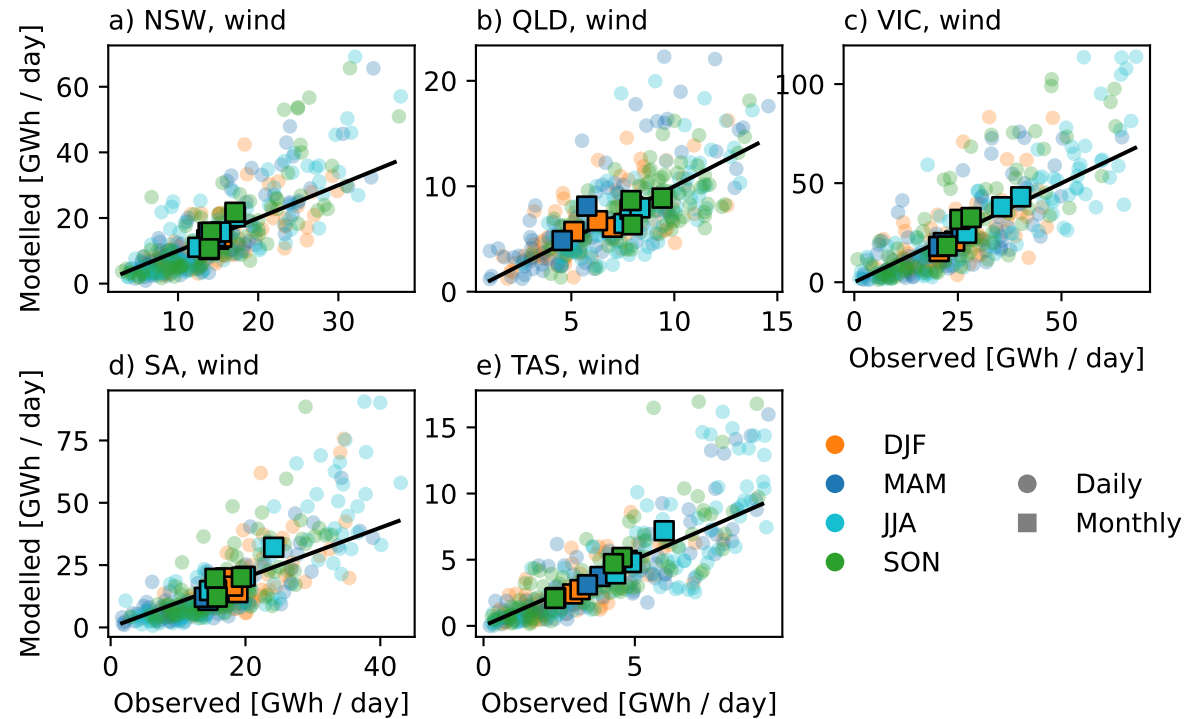 a) NSW, wind
b) QLD, wind
c) VIC, wind
Modelled [GWh / day]
60
40
20
0
10
20
30
20
10
0
5
10
15
100
50
0
0
25
50
Observed [GWh / day]
d) SA, wind
e) TAS, wind
Modelled [GWh / day]
75
50
25
0
0
20
40
Observed [GWh / day]
15
10
5
0
0
5
Observed [GWh / day]
DJF
MAM
JJA
SON
Daily
Monthly